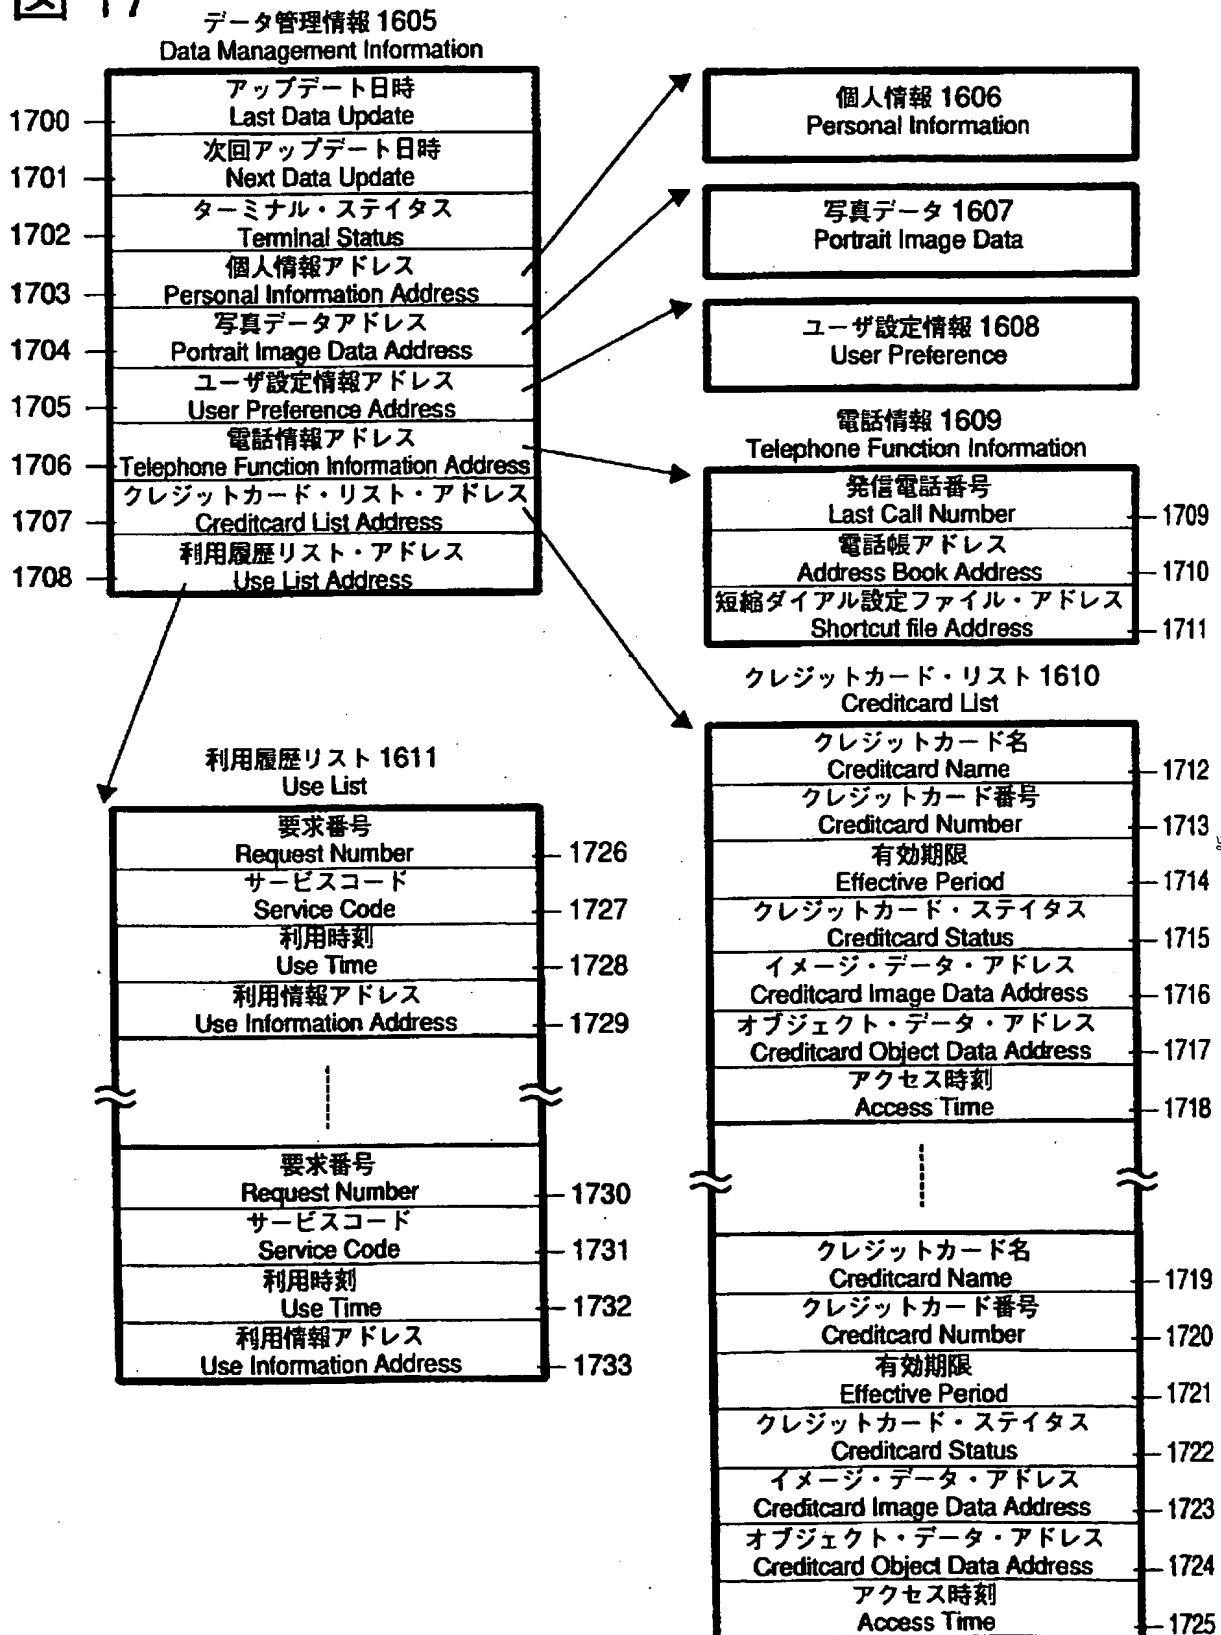 図 17
データ管理情報 1605
Data Management Information
アップデート日時
Last Data Update
1700
次回アップデート日時
Next Data Update
1701
ターミナル・ステイタス
Terminal Status
1702
個人情報アドレス
Personal Information Address
1703
写真データアドレス
Portrait Image Data Address
1704
ユーザ設定情報アドレス
User Preference Address
1705
電話情報アドレス
Telephone Function Information Address
1706
クレジットカード・リスト・アドレス
Creditcard List Address
1707
利用履歴リスト・アドレス
Use List Address
1708
個人情報 1606
Personal Information
写真データ 1607
Portrait Image Data
ユーザ設定情報 1608
User Preference
電話情報 1609
Telephone Function Information
発信電話番号
Last Call Number
1709
電話帳アドレス
Address Book Address
1710
短縮ダイアル設定ファイル・アドレス
Shortcut file Address
1711
クレジットカード・リスト 1610
Creditcard List
クレジットカード名
Creditcard Name
1712
クレジットカード番号
Creditcard Number
1713
有効期限
Effective Period
1714
クレジットカード・ステイタス
Creditcard Status
1715
イメージ・データ・アドレス
Creditcard Image Data Address
1716
オブジェクト・データ・アドレス
Creditcard Object Data Address
1717
アクセス時刻
Access Time
1718
クレジットカード名
Creditcard Name
1719
クレジットカード番号
Creditcard Number
1720
有効期限
Effective Period
1721
クレジットカード・ステイタス
Creditcard Status
1722
イメージ・データ・アドレス
Creditcard Image Data Address
1723
オブジェクト・データ・アドレス
Creditcard Object Data Address
1724
アクセス時刻
Access Time
1725
利用履歴リスト 1611
Use List
要求番号
Request Number
1726
サービスコード
Service Code
1727
利用時刻
Use Time
1728
利用情報アドレス
Use Information Address
1729
要求番号
Request Number
1730
サービスコード
Service Code
1731
利用時刻
Use Time
1732
利用情報アドレス
Use Information Address
1733